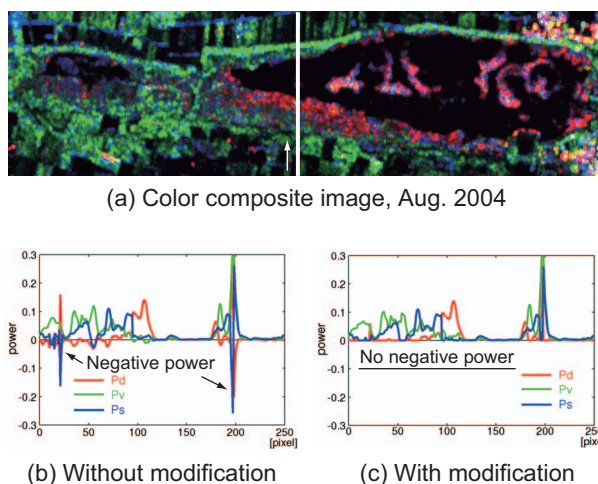 (a) Color composite image, Aug. 2004
0.3
0.2
0.1
0
-0.1
-0.2
-0.3
power
Negative power
Pd
Pv
Ps
0 50 100 150 200 250
[pixel]
(b) Without modification
0.3
0.2
0.1
0
-0.1
-0.2
-0.3
power
No negative power
Pd
Pv
Ps
0 50 100 150 200 250
[pixel]
(c) With modification